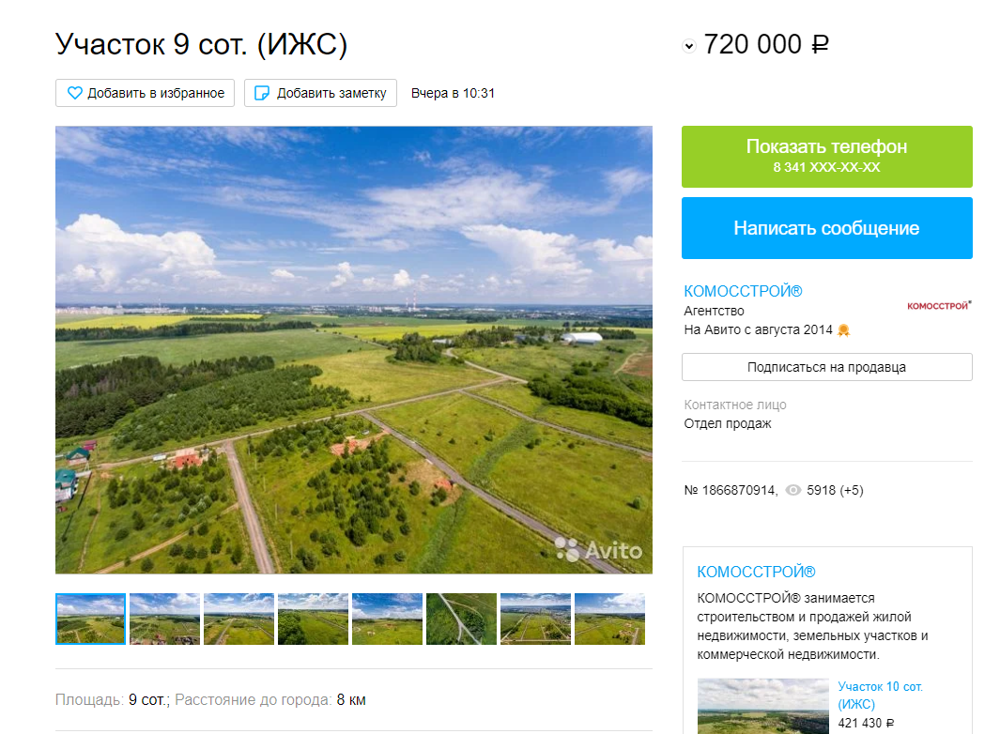 Участок 9 сот. (ИЖС)
720 000 ₽
Добавить в избранное
Добавить заметку
Вчера в 10:31
Показать телефон
8 341 XXX-XX-XX
Написать сообщение
КОМОССТРОЙ®
Агентство
КОМОССТРОЙ®
На Авито с августа 2014
Подписаться на продавца
Контактное лицо
Отдел продаж
№ 1866870914, 5918 (+5)
Avito
КОМОССТРОЙ®
КОМОССТРОЙ® занимается
строительством и продажей жилой
недвижимости, земельных участков и
коммерческой недвижимости.
Участок 10 сот.
(ИЖС)
421 430 ₽
Площадь: 9 сот.; Расстояние до города: 8 км